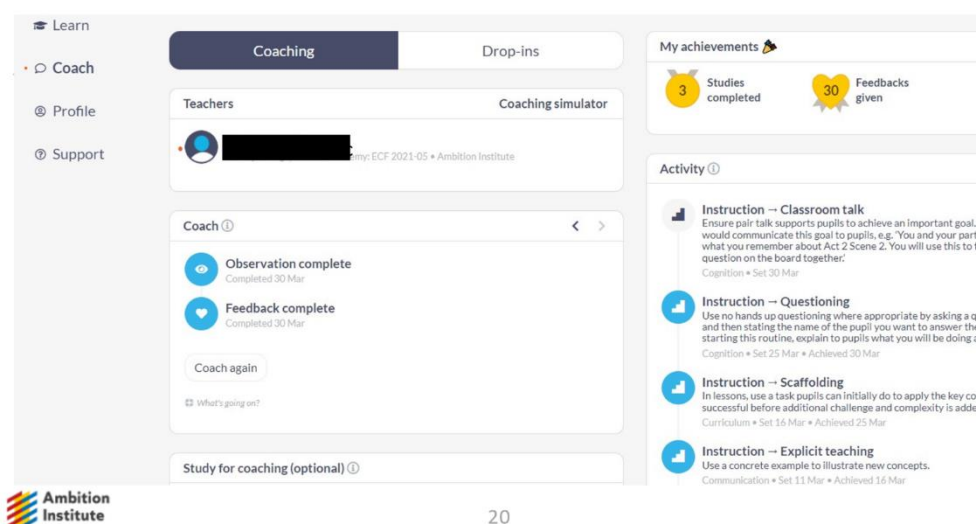 Learn
Coach
Profile
Support
Coaching
Drop-ins
Teachers
Coaching simulator
ECF 2021-05 • Ambition Institute
Coach
Observation complete
Completed 30 Mar
Feedback complete
Completed 30 Mar
Coach again
What's going on?
Study for coaching (optional)
My achievements
3
Studies
completed
30
Feedbacks
given
Activity
Instruction → Classroom talk
Ensure pair talk supports pupils to achieve an important goal.
would communicate this goal to pupils, e.g. 'You and your
what you remember about Act 2 Scene 2. You will use this to
question on the board together.'
Cognition • Set 30 Mar
Instruction → Questioning
Use no hands up questioning where appropriate by asking a
and then stating the name of the pupil you want to answer
starting this routine, explain to pupils what you will be doing
Cognition • Set 25 Mar • Achieved 30 Mar
Instruction → Scaffolding
In lessons, use a task pupils can initially do to apply the key
successful before additional challenge and complexity is
Curriculum • Set 16 Mar • Achieved 25 Mar
Instruction → Explicit teaching
Use a concrete example to illustrate new concepts.
Communication • Set 11 Mar • Achieved 16 Mar
Ambition
Institute
20